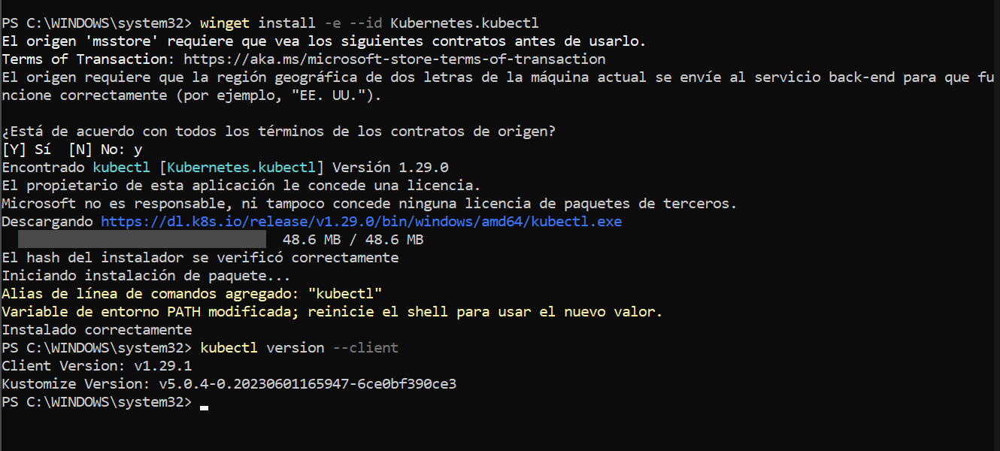 PS C:\WINDOWS\system32> winget install -e --id Kubernetes.kubectl
El origen 'msstore' requiere que vea los siguientes contratos antes de usarlo.
Terms of Transaction: https://aka.ms/microsoft-store-terms-of-transaction
El origen requiere que la región geográfica de dos letras de la máquina actual se envíe al servicio back-end para que fu
ncione correctamente (por ejemplo, "EE. UU.").
¿Está de acuerdo con todos los términos de los contratos de origen?
[Y] Sí  [N] No: y
Encontrado kubectl [Kubernetes.kubectl] Versión 1.29.0
El propietario de esta aplicación le concede una licencia.
Microsoft no es responsable, ni tampoco concede ninguna licencia de paquetes de terceros.
Descargando https://dl.k8s.io/release/v1.29.0/bin/windows/amd64/kubectl.exe
48.6 MB / 48.6 MB
El hash del instalador se verificó correctamente
Iniciando instalación de paquete...
Alias de línea de comandos agregado: "kubectl"
Variable de entorno PATH modificada; reinicie el shell para usar el nuevo valor.
Instalado correctamente
PS C:\WINDOWS\system32> kubectl version --client
Client Version: v1.29.1
Kustomize Version: v5.0.4-0.20230601165947-6ce0bf390ce3
PS C:\WINDOWS\system32>